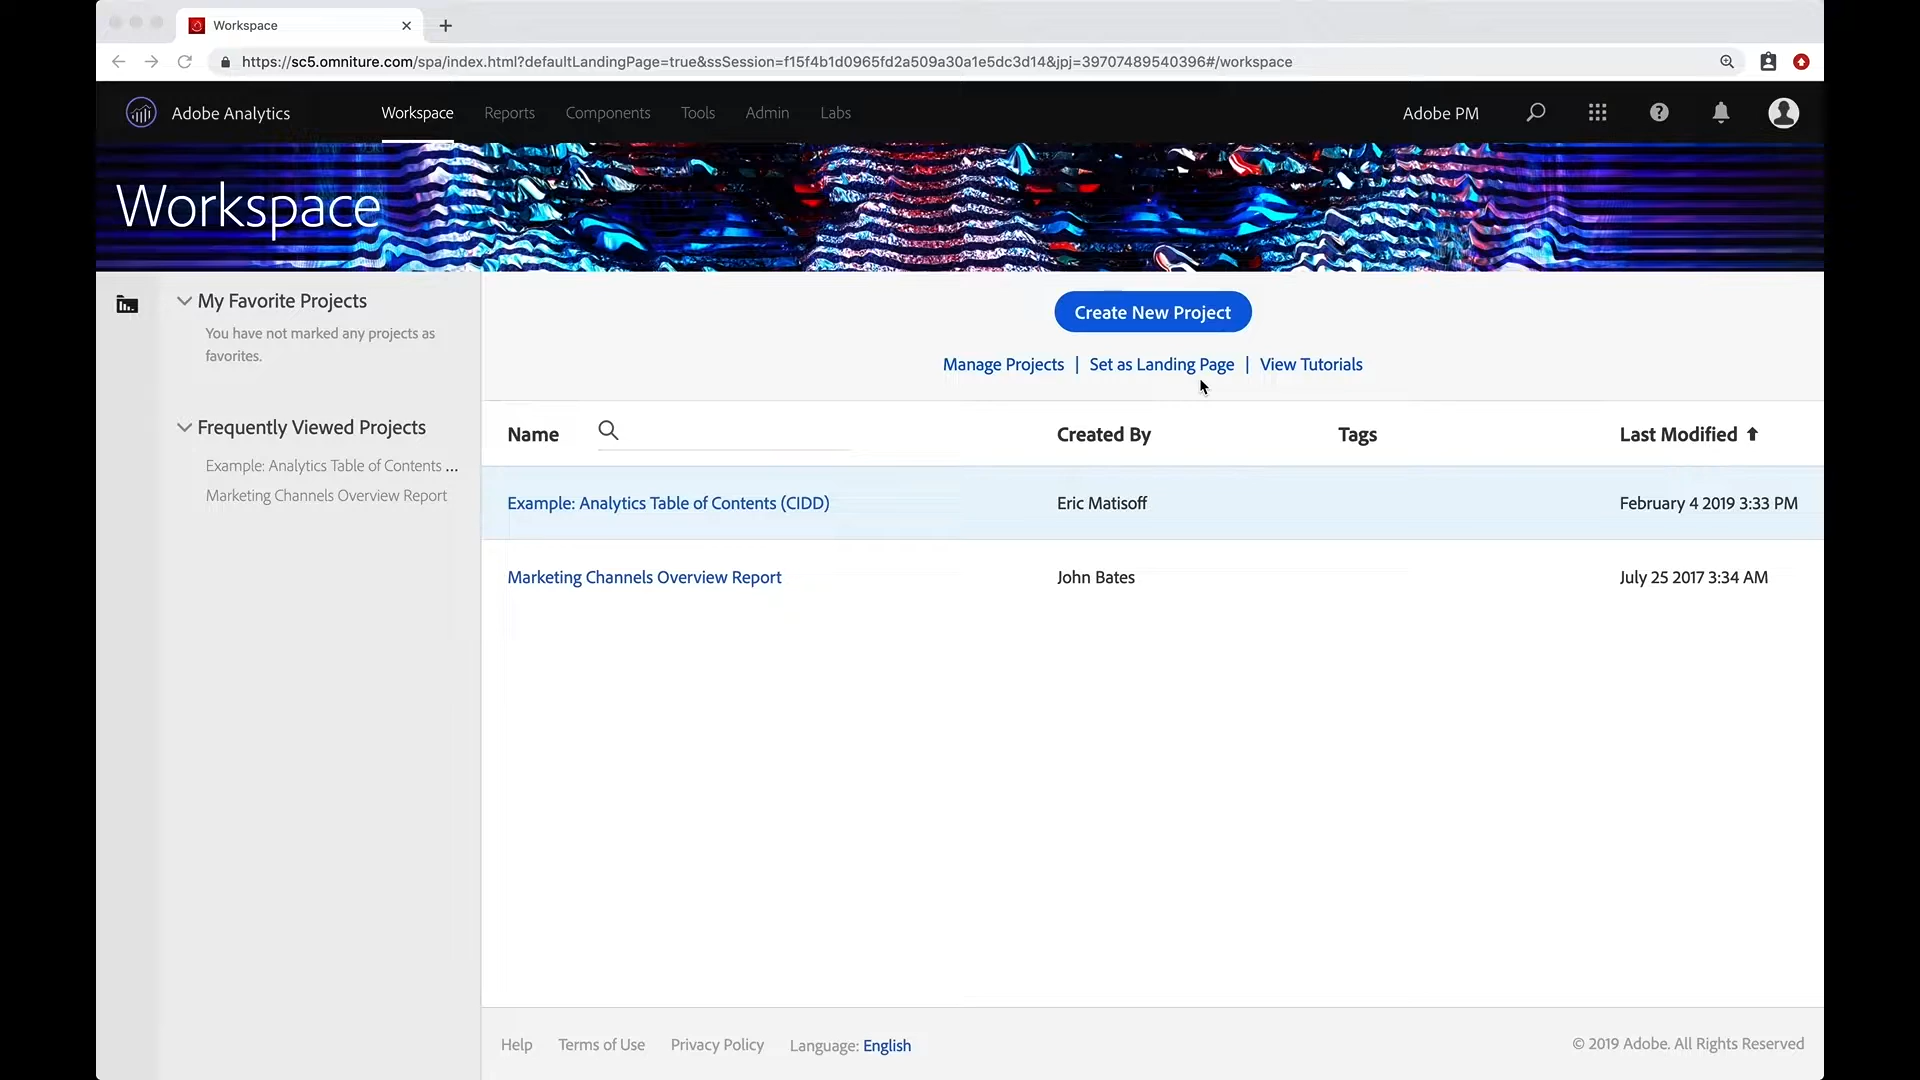 Workspace
https://sc5.omniture.com/spa/index.html?defaultLandingPage=true&ssSession=f15f4b1d0965fd2a509a30a1e5dc3d14&jpj=39707489540396#/workspace
Adobe Analytics Workspace Reports Components Tools Admin Labs Adobe PM
Workspace
My Favorite Projects
You have not marked any projects as
favorites.
Frequently Viewed Projects
Example: Analytics Table of Contents ...
Marketing Channels Overview Report
Create New Project
Manage Projects | Set as Landing Page | View Tutorials
Name Created By Tags Last Modified
Example: Analytics Table of Contents (CIDD) Eric Matisoff February 4 2019 3:33 PM
Marketing Channels Overview Report John Bates July 25 2017 3:34 AM
Help Terms of Use Privacy Policy Language: English © 2019 Adobe. All Rights Reserved